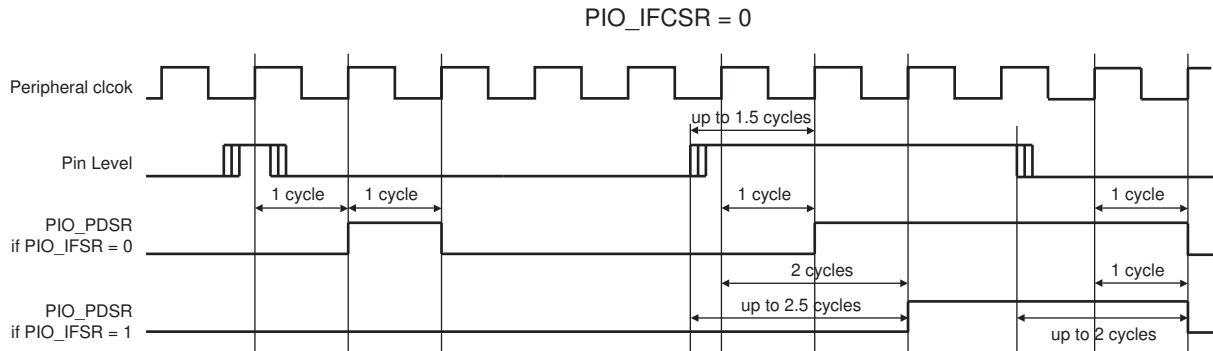 PIO_IFCSR = 0
Peripheral clcok
up to 1.5 cycles
Pin Level
1 cycle
1 cycle
1 cycle
1 cycle
PIO_PDSR
if PIO_IFSR = 0
2 cycles
1 cycle
PIO_PDSR
if PIO_IFSR = 1
up to 2.5 cycles
up to 2 cycles